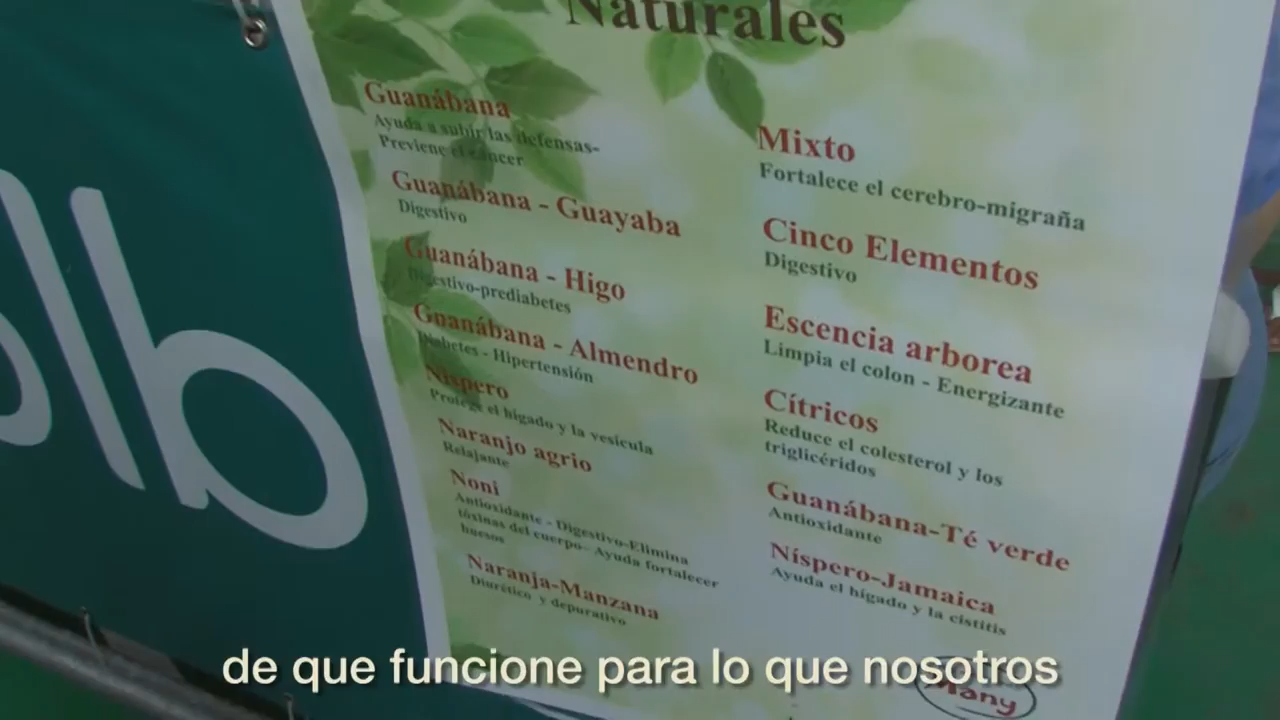 lb
Naturales
Guanábana
Ayuda a subir las defensas-
Previene el cáncer
Guanábana - Guayaba
Digestivo
Guanábana - Higo
Digestivo-prediabetes
Guanábana - Almendro
Diabetes - Hipertensión
Níspero
Protege el hígado y la vesícula
Naranjo agrio
Relajante
Noni
Antioxidante - Digestivo-Elimina
tóxinas del cuerpo- Ayuda fortalecer
huesos
Naranja-Manzana
Diurético y depurativo
Mixto
Fortalece el cerebro-migraña
Cinco Elementos
Digestivo
Escencia arborea
Limpia el colon - Energizante
Cítricos
Reduce el colesterol y los
triglicéridos
Guanábana-Té verde
Antioxidante
Níspero-Jamaica
Ayuda el hígado y la cistitis
Many
de que funcione para lo que nosotros